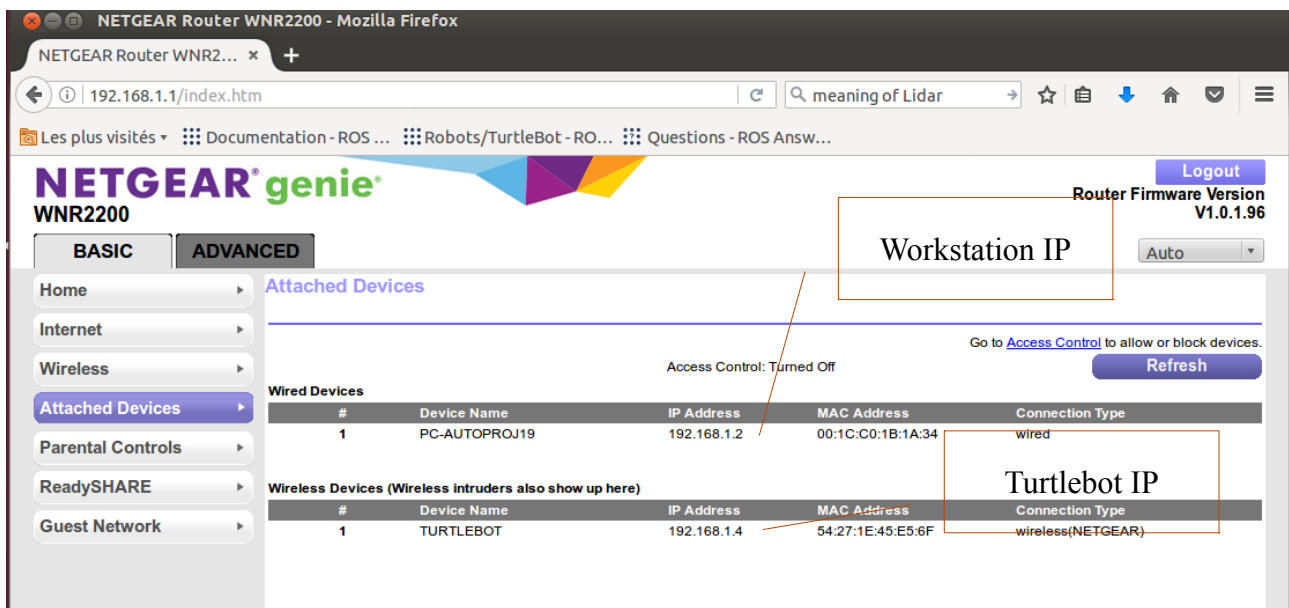 NETGEAR Router WNR2200 - Mozilla Firefox
NETGEAR Router WNR2... × +
192.168.1.1/index.htm meaning of Lidar
Les plus visités Documentation - ROS ... Robots/TurtleBot - RO... Questions - ROS Answ...
NETGEAR® genie®
WNR2200
Logout
Router Firmware Version
V1.0.1.96
BASIC ADVANCED
Workstation IP
Auto
Home
Internet
Wireless
Attached Devices
Parental Controls
ReadySHARE
Guest Network
Attached Devices
Go to Access Control to allow or block devices.
Access Control: Turned Off
Refresh
Wired Devices
# Device Name IP Address MAC Address Connection Type
1 PC-AUTOPROJ19 192.168.1.2 00:1C:C0:1B:1A:34 wired
Turtlebot IP
Wireless Devices (Wireless intruders also show up here)
# Device Name IP Address MAC Address Connection Type
1 TURTLEBOT 192.168.1.4 54:27:1E:45:E5:6F wireless(NETGEAR)